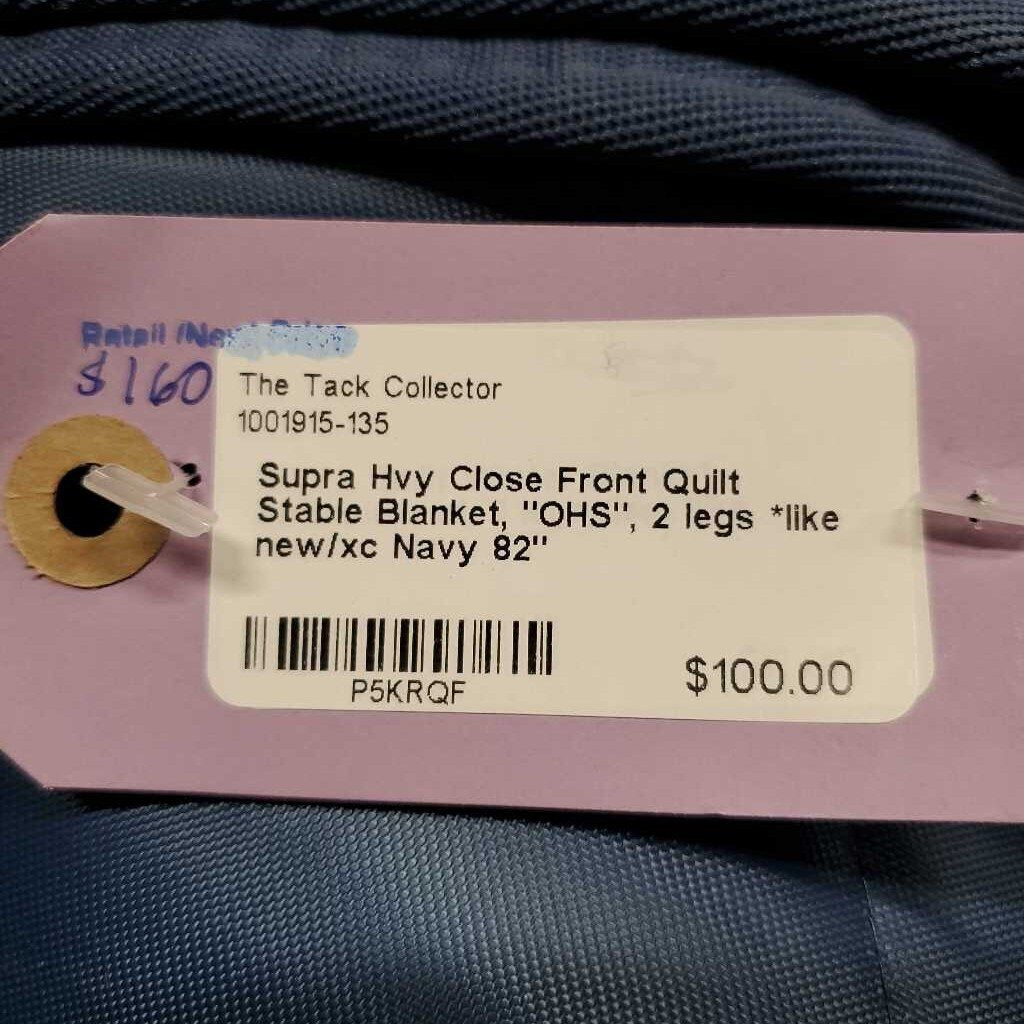 Retail /New Price
$160
The Tack Collector
1001915-135
Supra Hvy Close Front Quilt
Stable Blanket, "OHS", 2 legs *like
new/xc Navy 82"
P5KRQF
$100.00